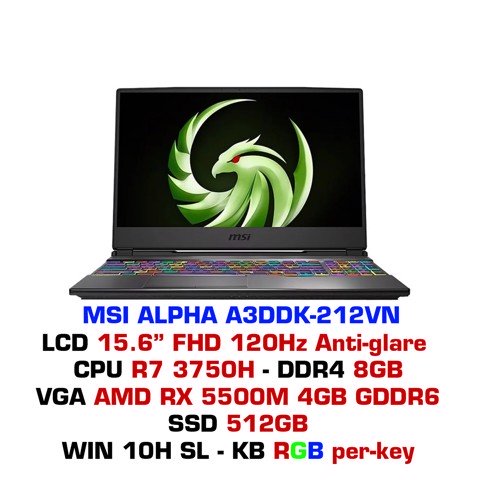 msi
MSI ALPHA A3DDK-212VN
LCD 15.6” FHD 120Hz Anti-glare
CPU R7 3750H - DDR4 8GB
VGA AMD RX 5500M 4GB GDDR6
SSD 512GB
WIN 10H SL - KB RGB per-key